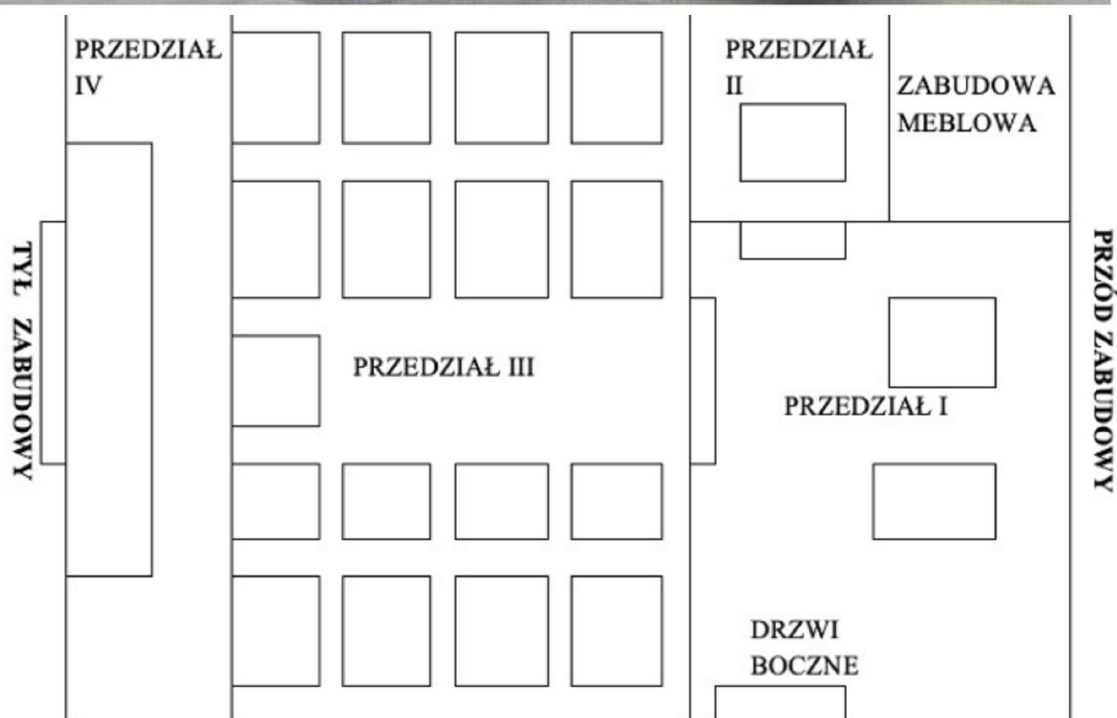 PRZEDZIAŁ
IV
PRZEDZIAŁ
II
ZABUDOWA
MEBLOWA
TYŁ ZABUDOWY
PRZEDZIAŁ III
PRZEDZIAŁ I
PRZÓD ZABUDOWY
DRZWI
BOCZNE